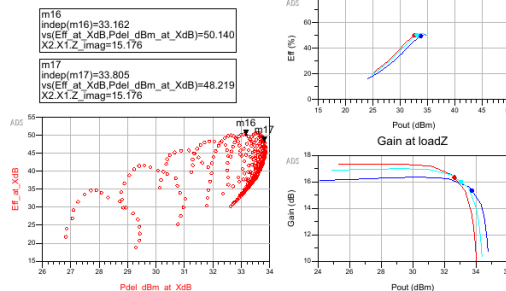 m16
indep(m16)=33.162
vs(Eff_at_XdB,Pdel_dBm_at_XdB)=50.140
X2.X1.Z_imag=15.176
m17
indep(m17)=33.805
vs(Eff_at_XdB,Pdel_dBm_at_XdB)=48.219
X2.X1.Z_imag=15.176
ADS
Eff_at_XdB
55
50
45
40
35
30
25
20
15
m16
m17
26 27 28 29 30 31 32 33 34
Pdel_dBm_at_XdB
ADS
Eff (%)
60
40
20
0
15 20 25 30 35 40 45 50
Pout (dBm)
Gain at loadZ
ADS
Gain (dB)
18
16
14
12
10
24 26 28 30 32 34
Pout (dBm)